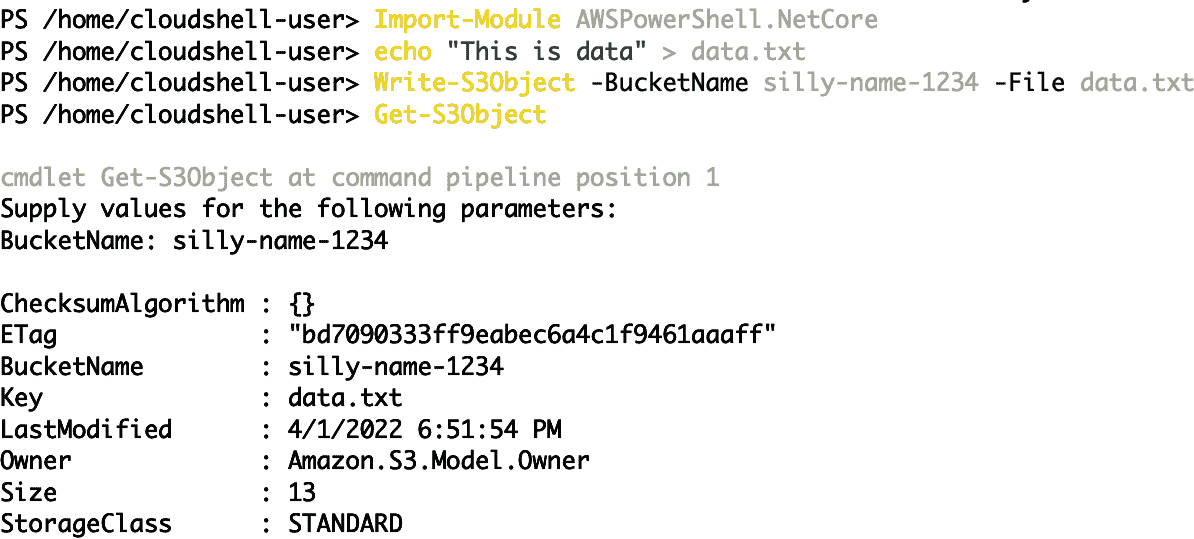 PS /home/cloudshell-user> Import-Module AWSPowerShell.NetCore
PS /home/cloudshell-user> echo "This is data" > data.txt
PS /home/cloudshell-user> Write-S3Object -BucketName silly-name-1234 -File data.txt
PS /home/cloudshell-user> Get-S3Object
cmdlet Get-S3Object at command pipeline position 1
Supply values for the following parameters:
BucketName: silly-name-1234
ChecksumAlgorithm : {}
ETag              : "bd7090333ff9eabec6a4c1f9461aaaff"
BucketName        : silly-name-1234
Key               : data.txt
LastModified      : 4/1/2022 6:51:54 PM
Owner             : Amazon.S3.Model.Owner
Size              : 13
StorageClass      : STANDARD